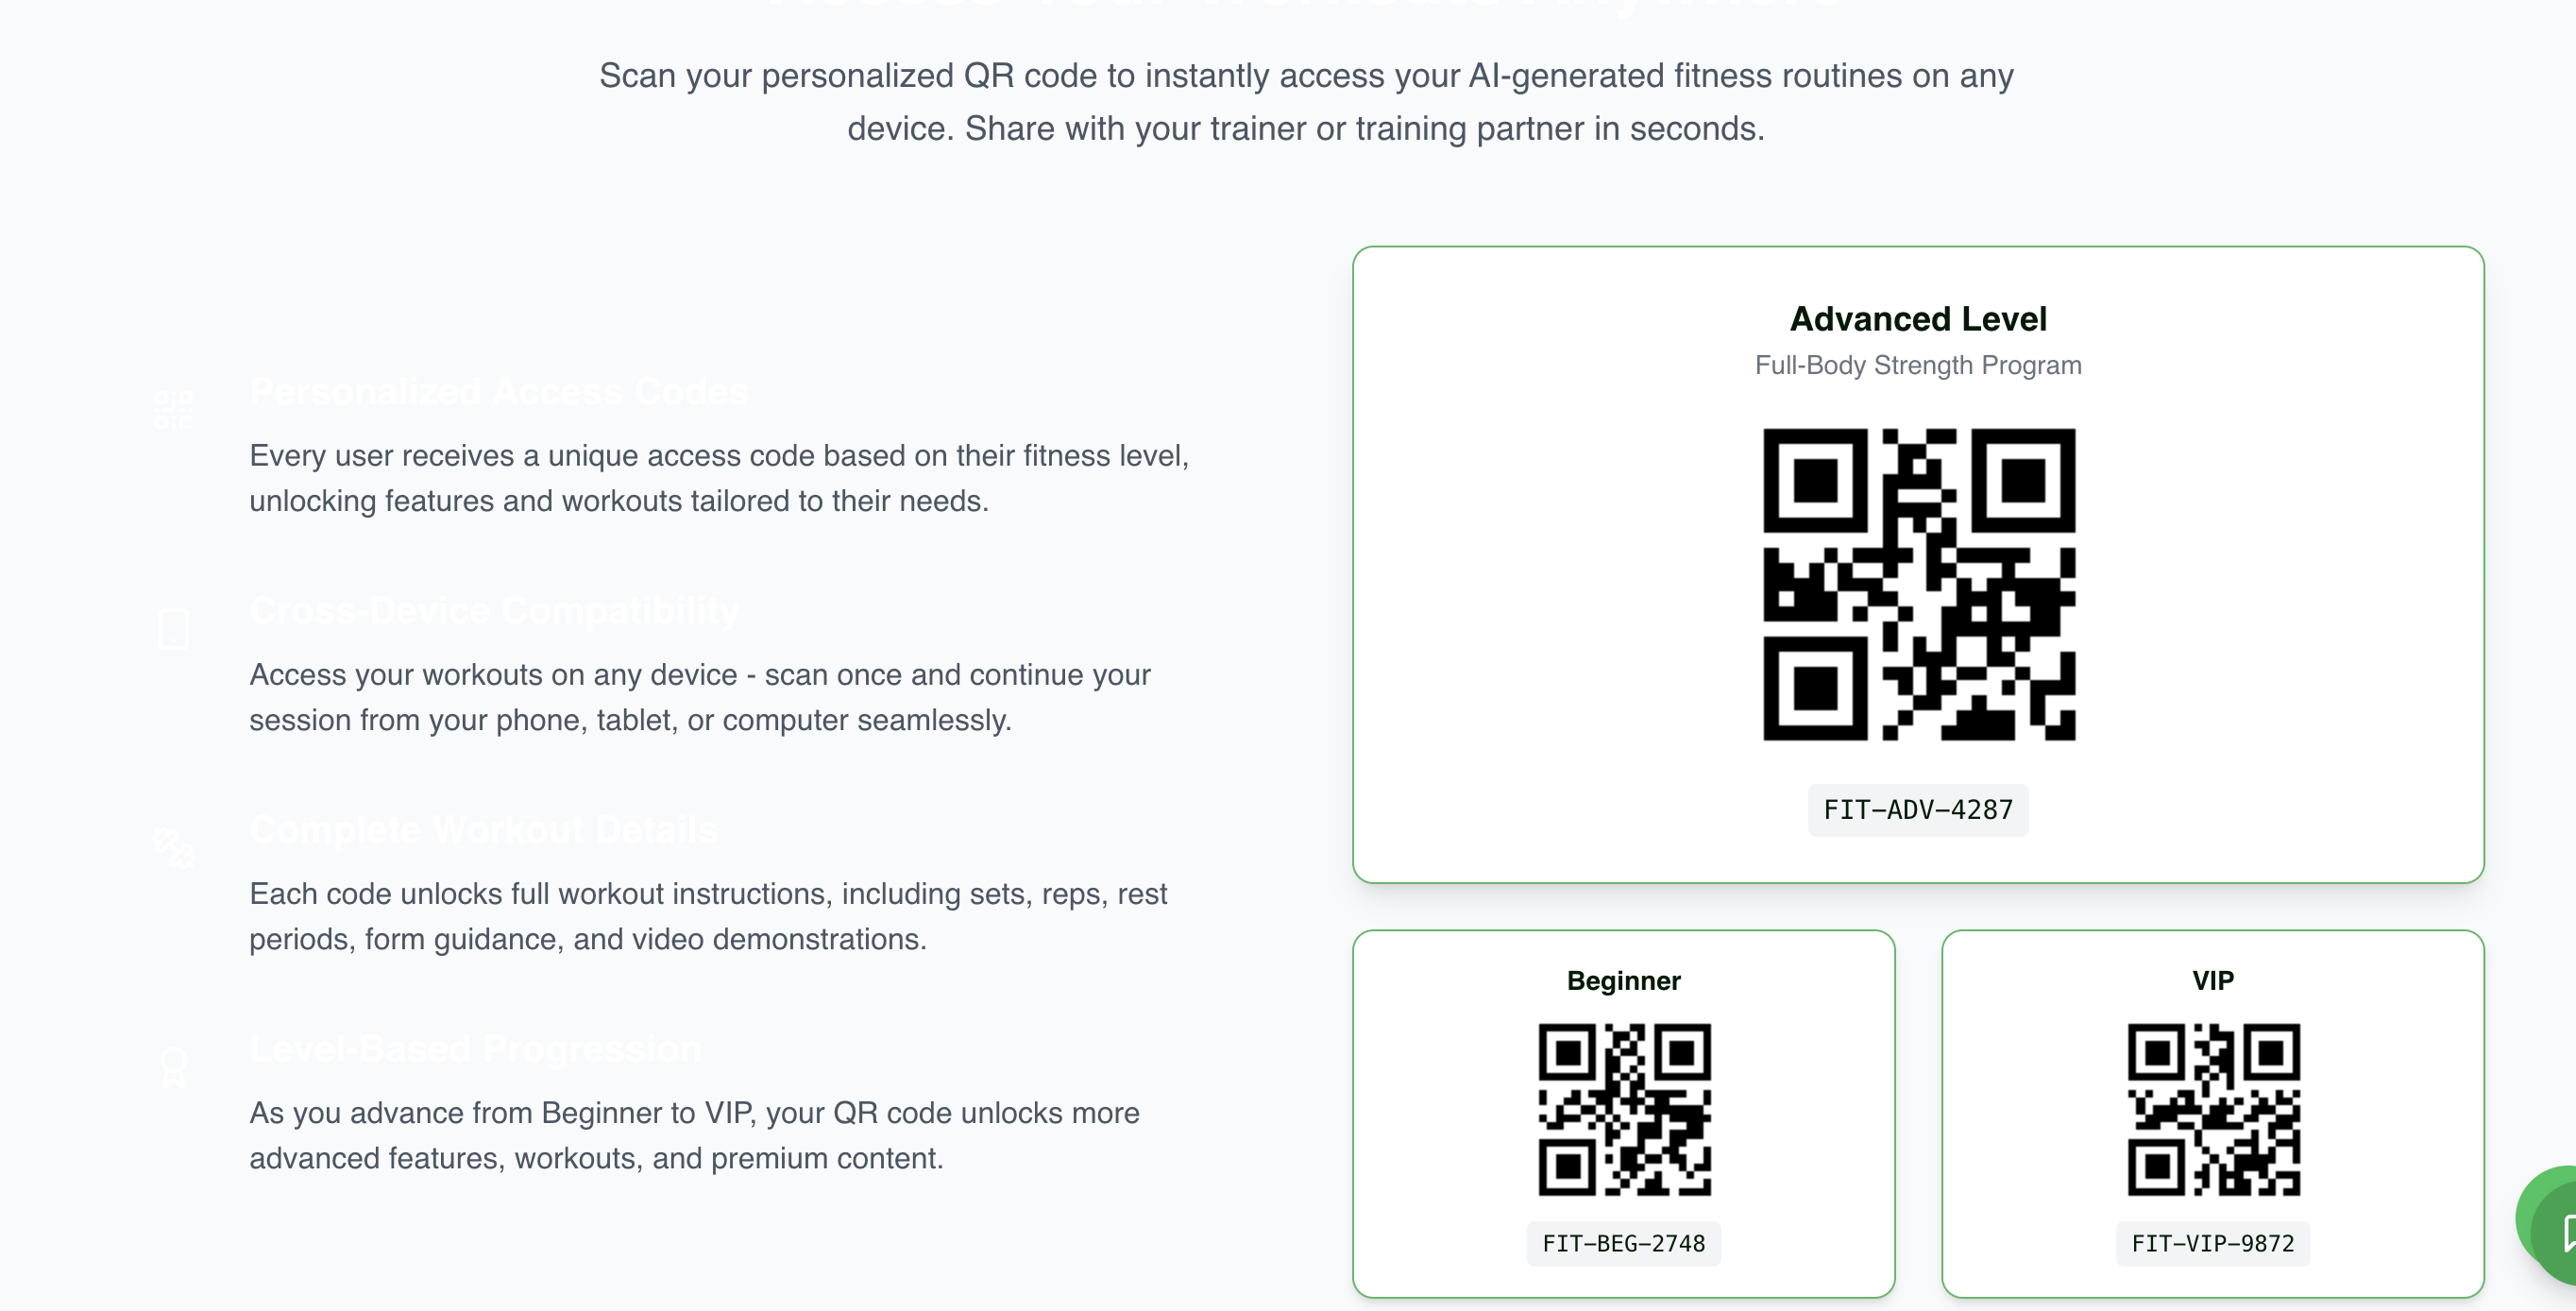 Scan your personalized QR code to instantly access your AI-generated fitness routines on any
device. Share with your trainer or training partner in seconds.
Personalized Access Codes
Every user receives a unique access code based on their fitness level,
unlocking features and workouts tailored to their needs.
Cross-Device Compatibility
Access your workouts on any device - scan once and continue your
session from your phone, tablet, or computer seamlessly.
Complete Workout Details
Each code unlocks full workout instructions, including sets, reps, rest
periods, form guidance, and video demonstrations.
Level-Based Progression
As you advance from Beginner to VIP, your QR code unlocks more
advanced features, workouts, and premium content.
Advanced Level
Full-Body Strength Program
FIT-ADV-4287
Beginner
FIT-BEG-2748
VIP
FIT-VIP-9872